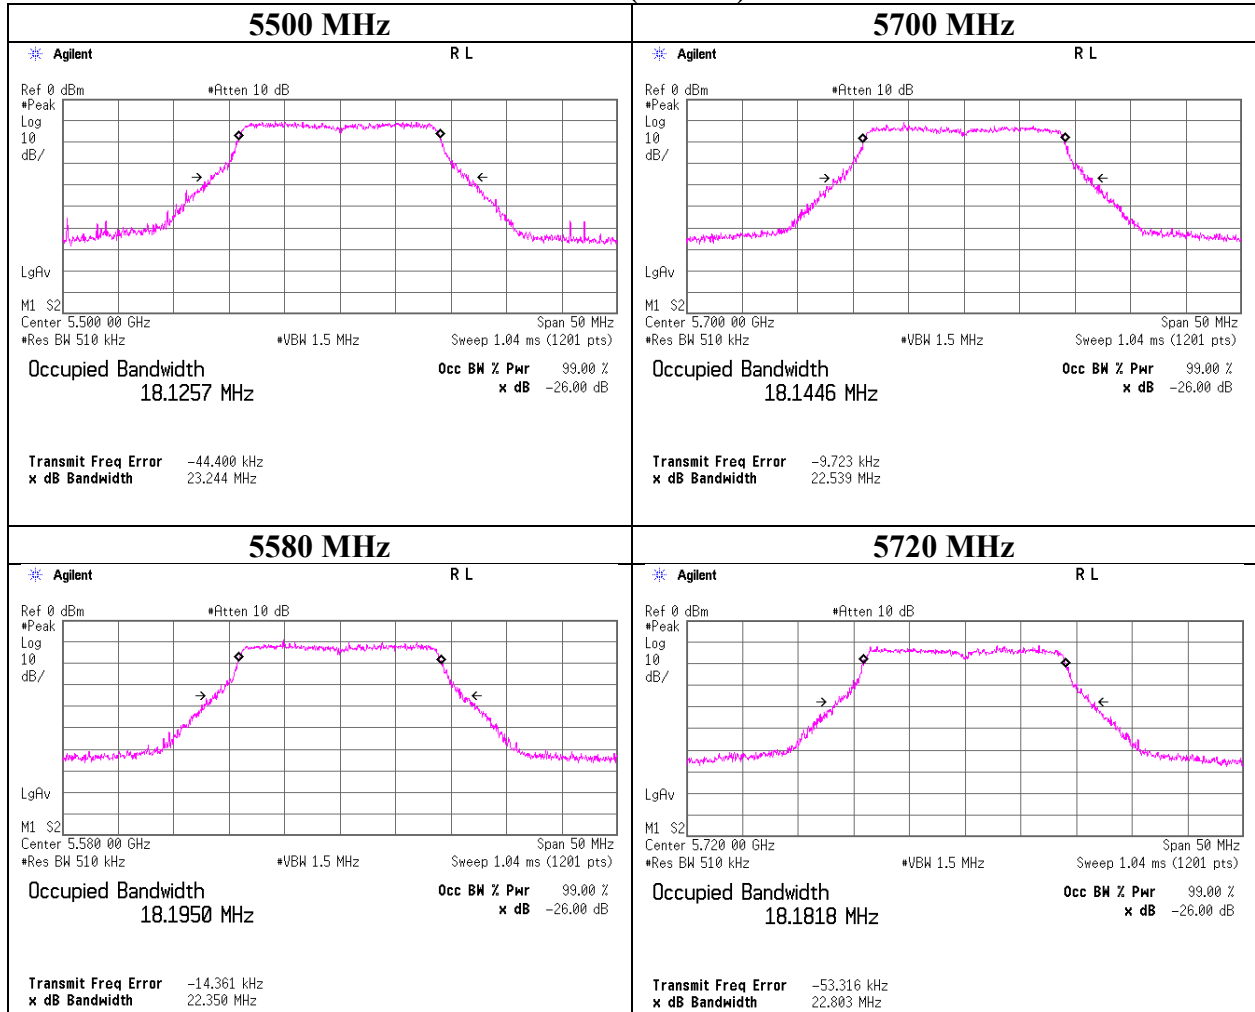 5500 MHz
Agilent R L
Ref 0 dBm #Atten 10 dB
#Peak
Log
10
dB/
LgAv
M1 S2
Center 5.500 00 GHz Span 50 MHz
#Res BW 510 kHz #VBW 1.5 MHz Sweep 1.04 ms (1201 pts)
Occupied Bandwidth Occ BW % Pwr 99.00 %
18.1257 MHz x dB -26.00 dB
Transmit Freq Error -44.400 kHz
x dB Bandwidth 23.244 MHz
5700 MHz
Agilent R L
Ref 0 dBm #Atten 10 dB
#Peak
Log
10
dB/
LgAv
M1 S2
Center 5.700 00 GHz Span 50 MHz
#Res BW 510 kHz #VBW 1.5 MHz Sweep 1.04 ms (1201 pts)
Occupied Bandwidth Occ BW % Pwr 99.00 %
18.1446 MHz x dB -26.00 dB
Transmit Freq Error -9.723 kHz
x dB Bandwidth 22.539 MHz
5580 MHz
Agilent R L
Ref 0 dBm #Atten 10 dB
#Peak
Log
10
dB/
LgAv
M1 S2
Center 5.580 00 GHz Span 50 MHz
#Res BW 510 kHz #VBW 1.5 MHz Sweep 1.04 ms (1201 pts)
Occupied Bandwidth Occ BW % Pwr 99.00 %
18.1950 MHz x dB -26.00 dB
Transmit Freq Error -14.361 kHz
x dB Bandwidth 22.350 MHz
5720 MHz
Agilent R L
Ref 0 dBm #Atten 10 dB
#Peak
Log
10
dB/
LgAv
M1 S2
Center 5.720 00 GHz Span 50 MHz
#Res BW 510 kHz #VBW 1.5 MHz Sweep 1.04 ms (1201 pts)
Occupied Bandwidth Occ BW % Pwr 99.00 %
18.1818 MHz x dB -26.00 dB
Transmit Freq Error -53.316 kHz
x dB Bandwidth 22.803 MHz